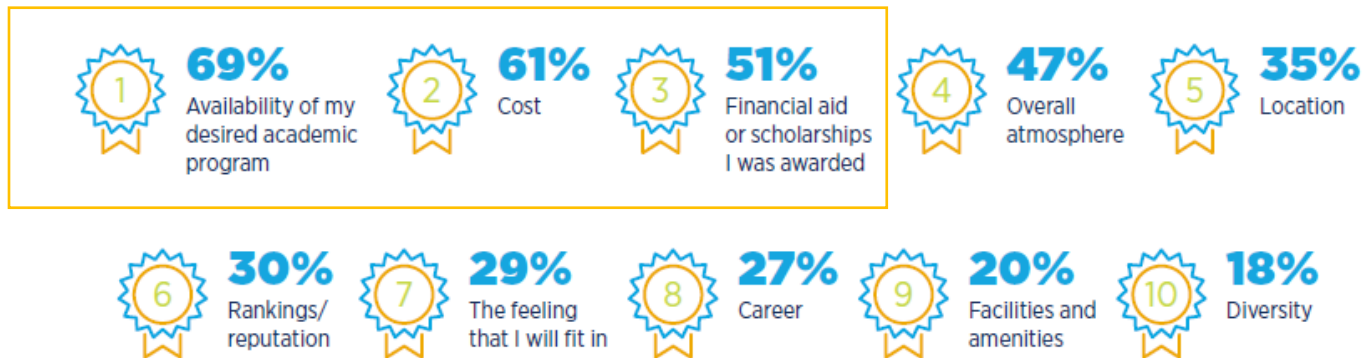 1
69%
Availability of my
desired academic
program
2
61%
Cost
3
51%
Financial aid
or scholarships
I was awarded
4
47%
Overall
atmosphere
5
35%
Location
6
30%
Rankings/
reputation
7
29%
The feeling
that I will fit in
8
27%
Career
9
20%
Facilities and
amenities
10
18%
Diversity